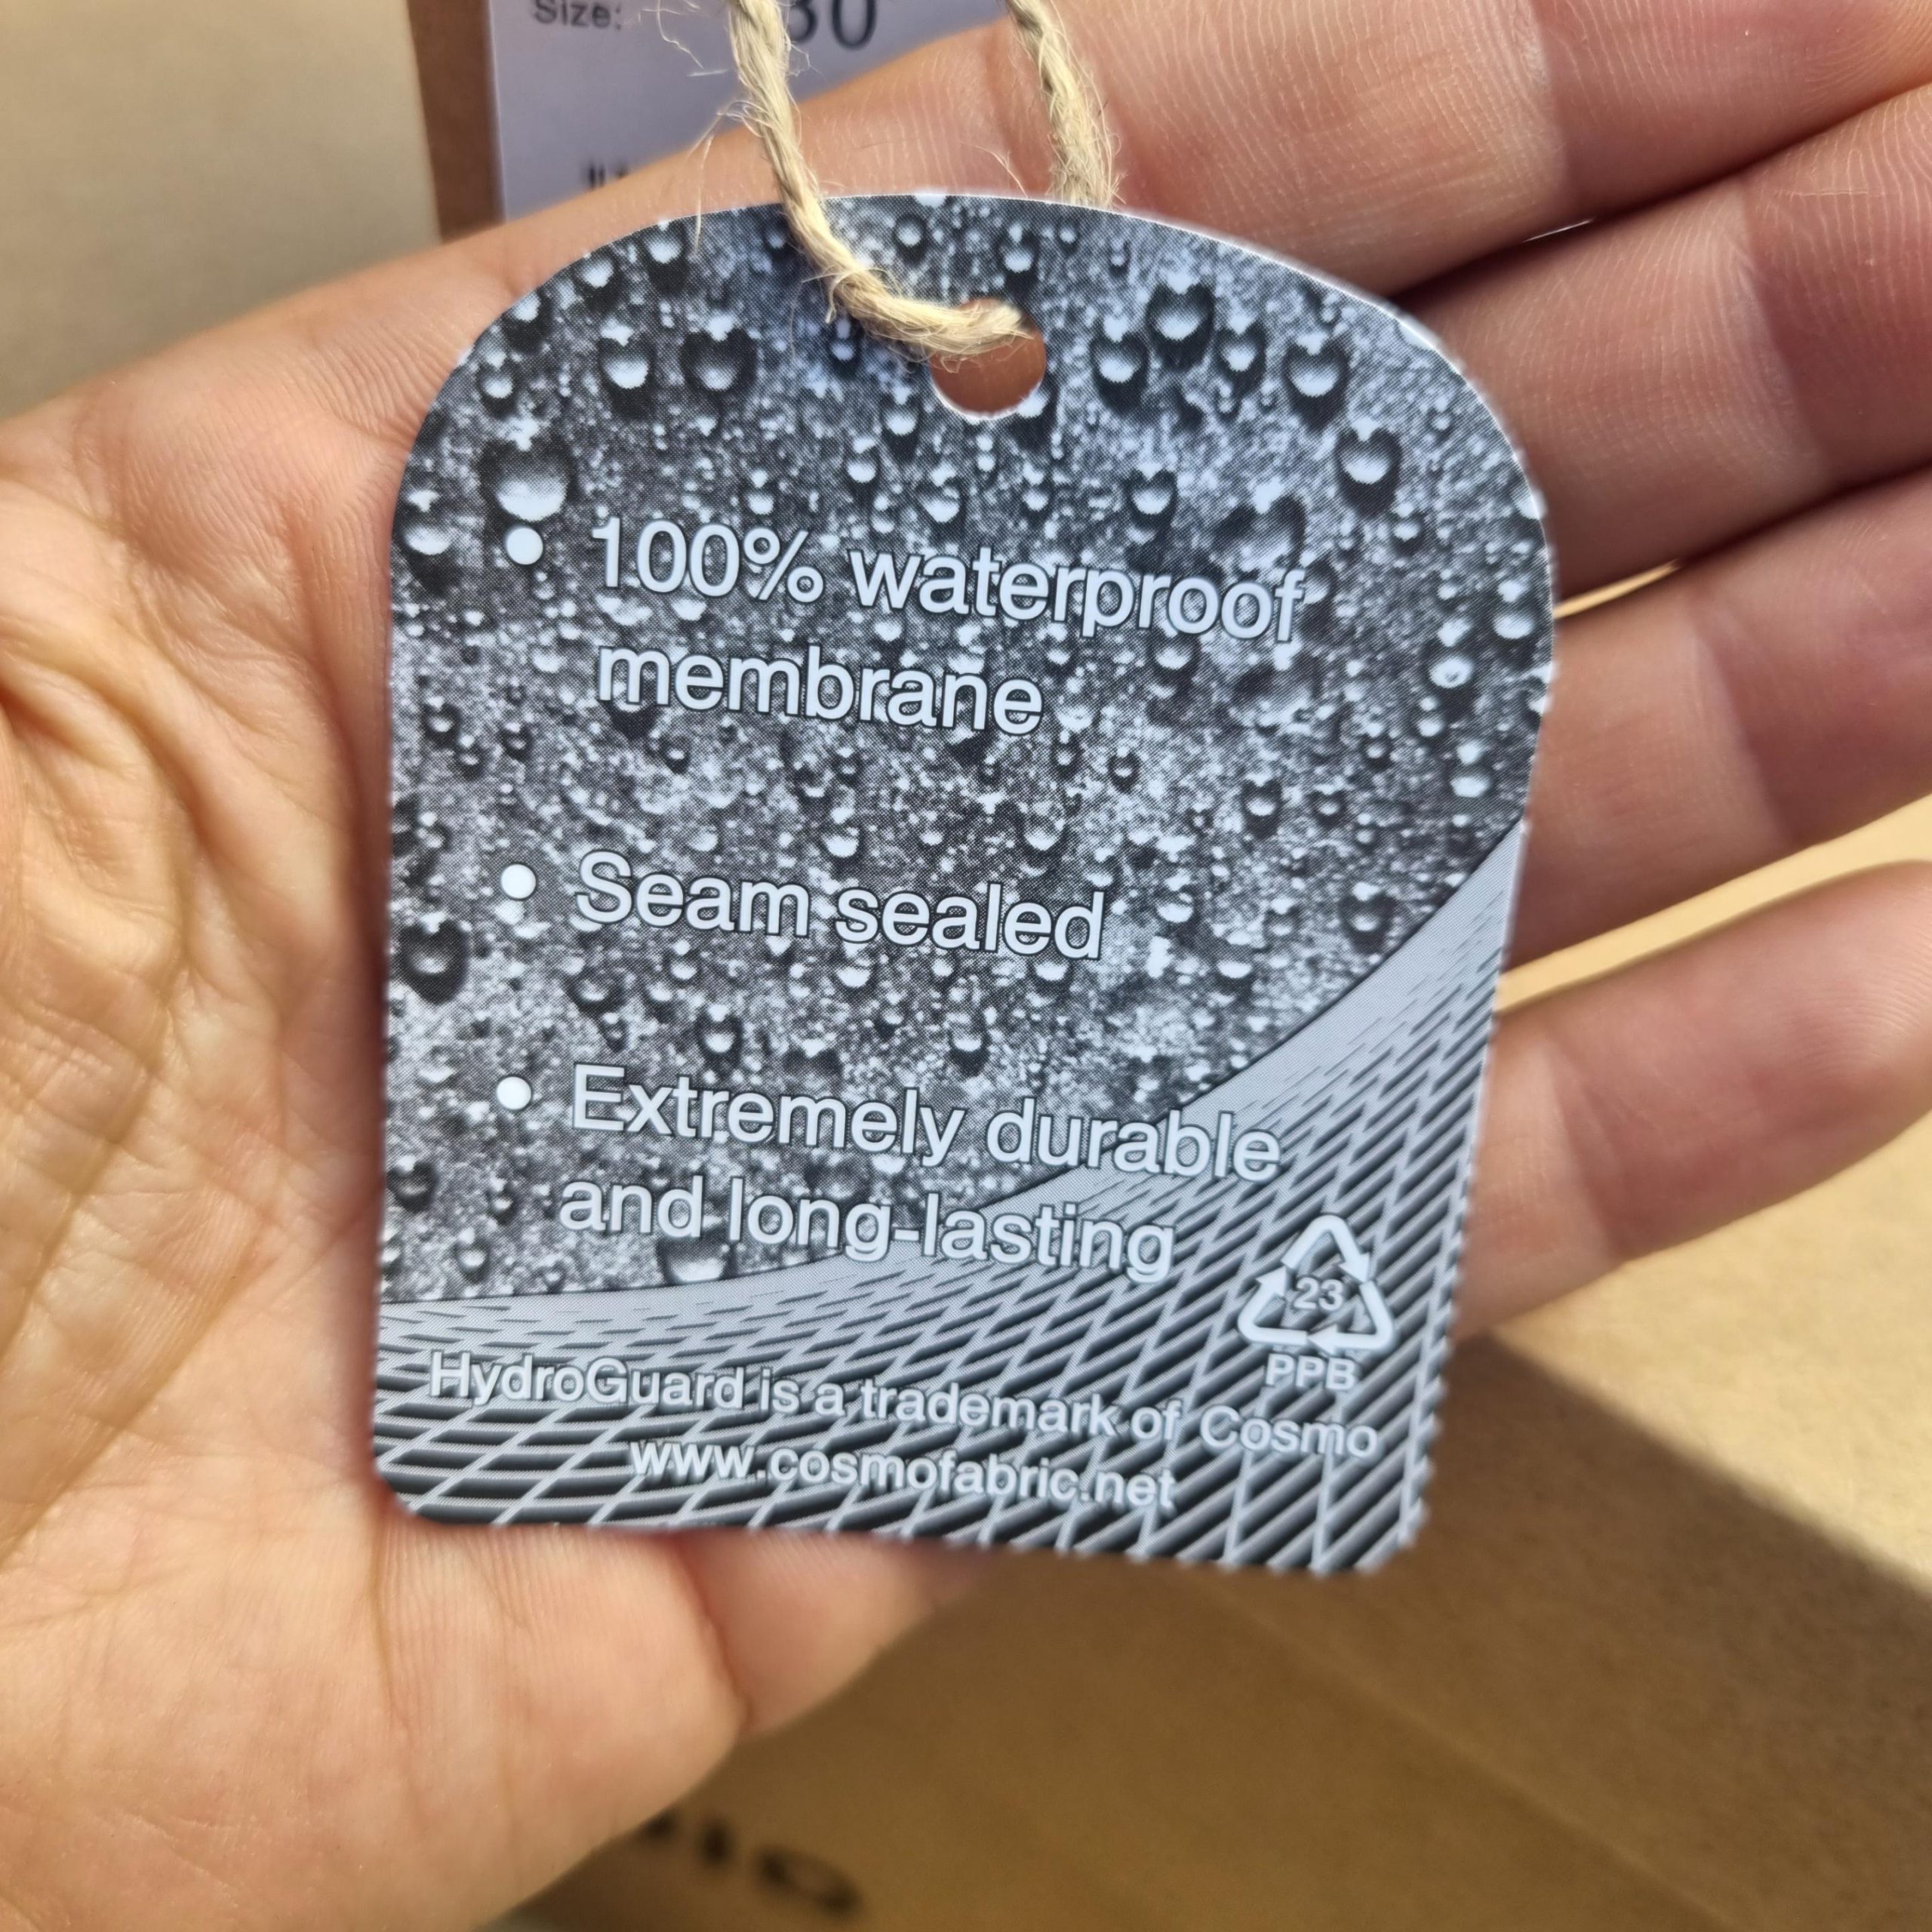 Size: 30
• 100% waterproof
membrane
• Seam sealed
• Extremely durable
and long-lasting
23
PPB
HydroGuard is a trademark of Cosmo
www.cosmofabric.net